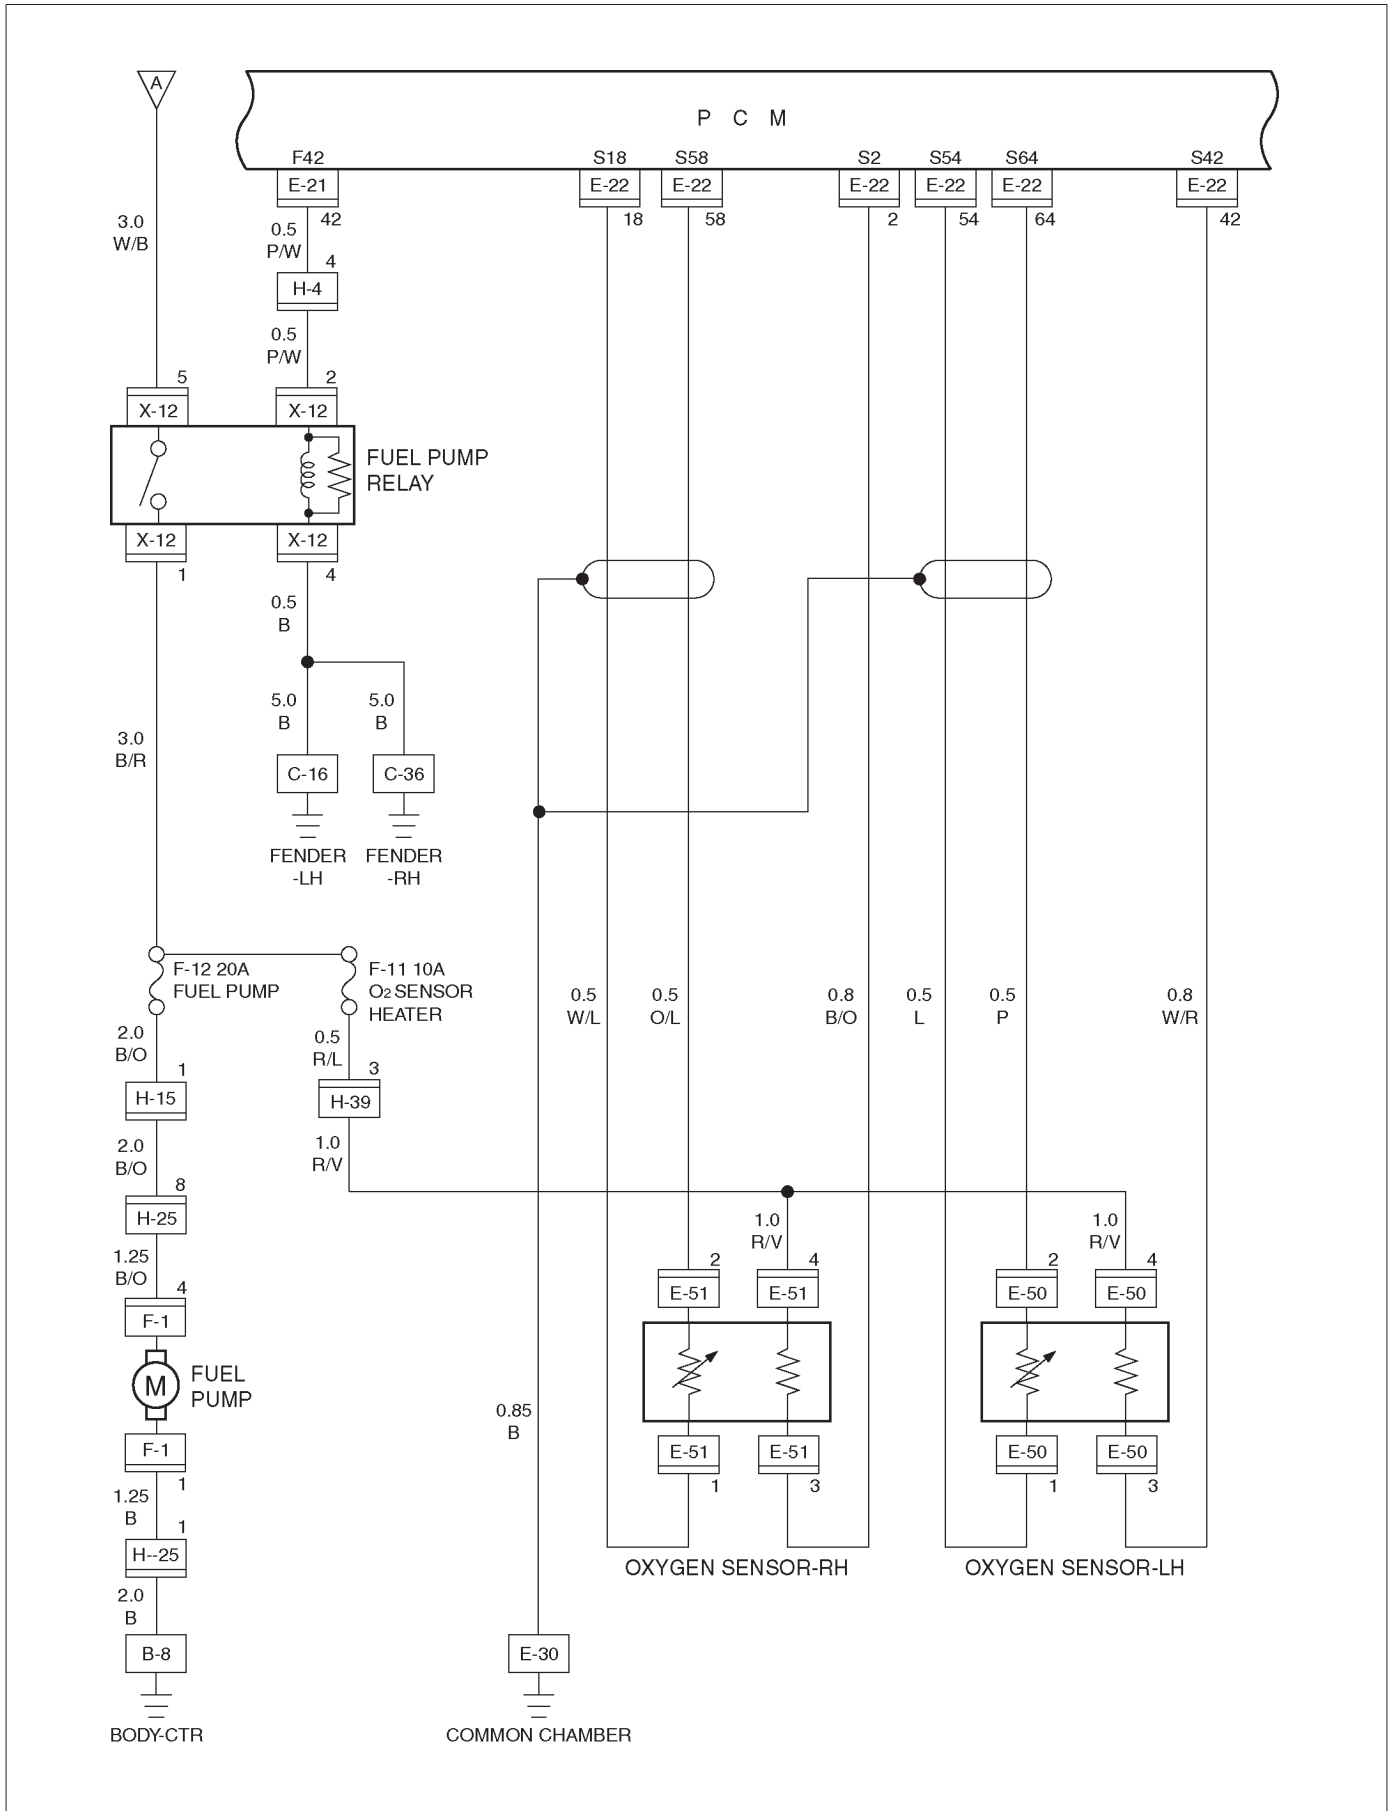 A
P C M
F42 S18 S58 S2 S54 S64 S42
E-21 E-22 E-22 E-22 E-22 E-22 E-22
42 18 58 2 54 64 42
3.0
W/B
0.5
P/W
4
H-4
0.5
P/W
5 2
X-12 X-12
FUEL PUMP
RELAY
X-12 X-12
1 4
0.5
B
5.0 5.0
B B
3.0
B/R
C-16 C-36
FENDER FENDER
-LH -RH
F-12 20A F-11 10A
FUEL PUMP O2 SENSOR
HEATER
0.5 0.5 0.8 0.5 0.5 0.8
W/L O/L B/O L P W/R
2.0 0.5
B/O R/L
1 3
H-15 H-39
2.0 1.0
B/O R/V
8
H-25
1.0 1.0
R/V R/V
1.25
B/O
2 4 2 4
E-51 E-51 E-50 E-50
4
F-1
M
FUEL
PUMP
0.85
B
F-1
E-51 E-51 E-50 E-50
1 1 3 1 3
1.25
B
1
H--25
OXYGEN SENSOR-RH OXYGEN SENSOR-LH
2.0
B
B-8 E-30
BODY-CTR COMMON CHAMBER